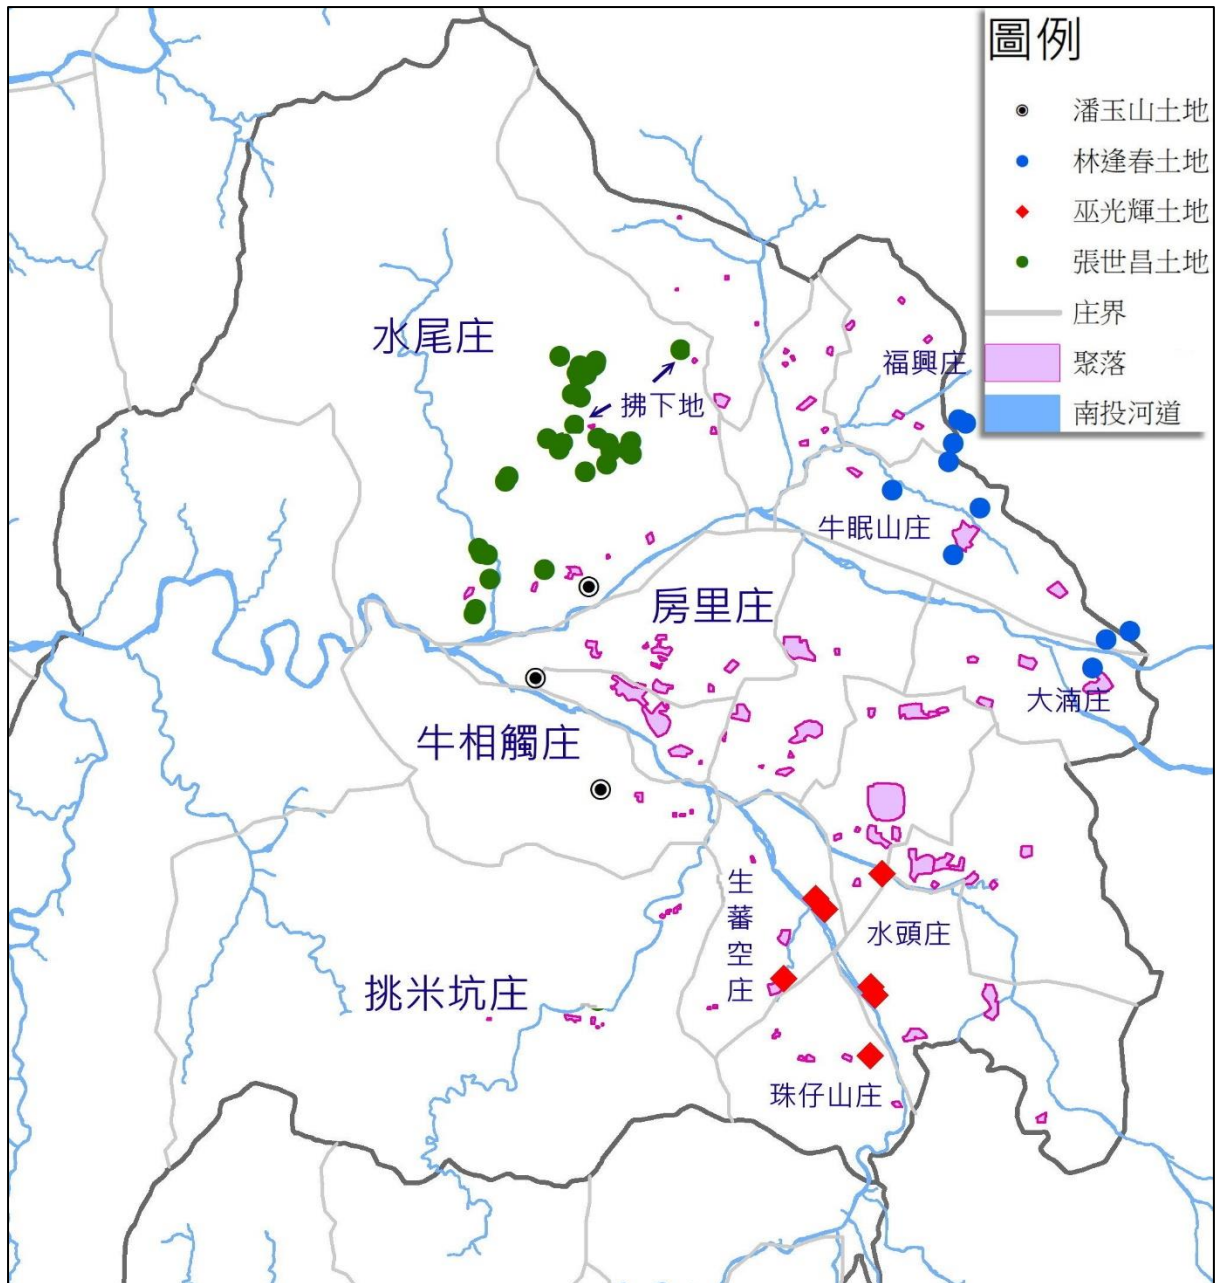 圖例
潘玉山土地
林逢春土地
巫光輝土地
張世昌土地
庄界
聚落
南投河道
水尾庄
福興庄
拂下地
牛眠山庄
房里庄
大湳庄
牛相觸庄
生蕃空庄
水頭庄
挑米坑庄
珠仔山庄